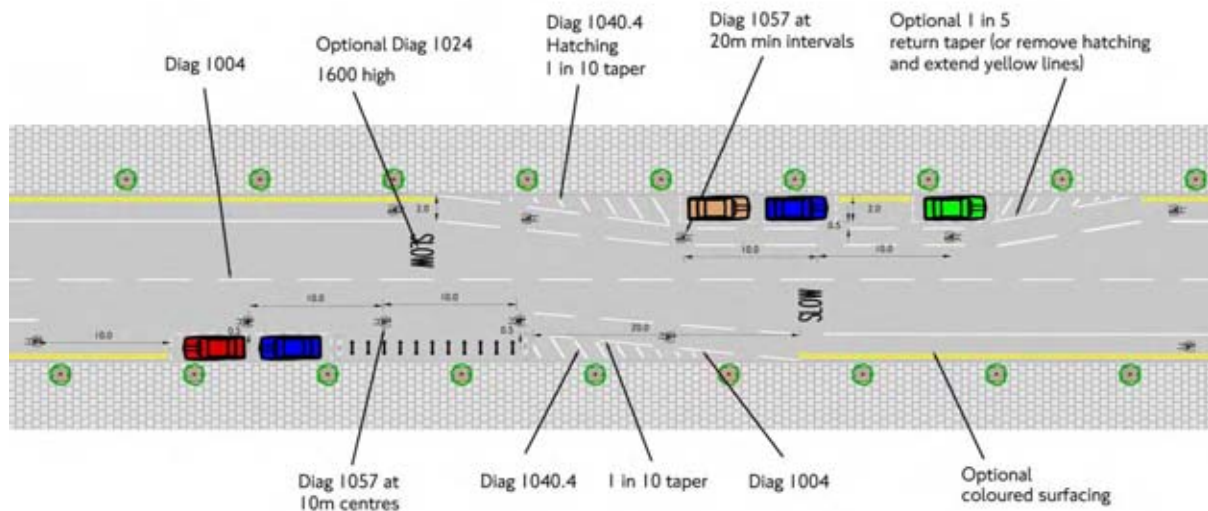 Diag 1004
Optional Diag 1024
1600 high
Diag 1040.4
Hatching
1 in 10 taper
Diag 1057 at
20m min intervals
Optional 1 in 5
return taper (or remove hatching
and extend yellow lines)
2.0
2.0
0.5
SLOW
10.0
10.0
SLOW
10.0
10.0
10.0
0.5
0.5
20.0
Diag 1057 at
10m centres
Diag 1040.4
1 in 10 taper
Diag 1004
Optional
coloured surfacing